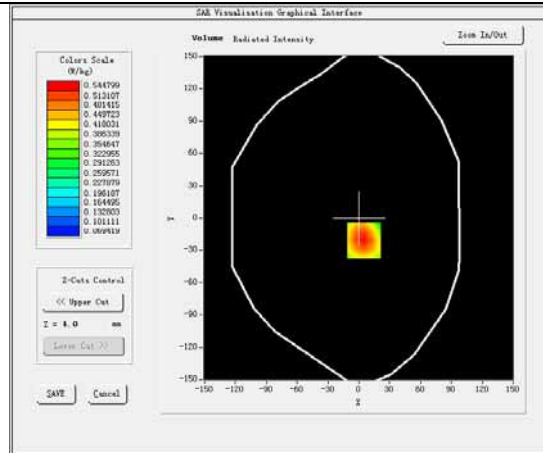 SAR Visualisation Graphical Interface
Volume Radiated Intensity
Zoom In/Out
Colors Scale
(W/kg)
0.544799
0.513107
0.481415
0.449723
0.418031
0.386339
0.354647
0.322955
0.291263
0.259571
0.227879
0.196187
0.164495
0.132803
0.101111
0.069419
Z-Cuts Control
<< Upper Cut
Z = 4.0 mm
Lower Cut >>
SAVE Cancel
150
120
90
60
30
0
-30
-60
-90
-120
-150
Y
-150 -120 -90 -60 -30 0 30 60 90 120 150
X